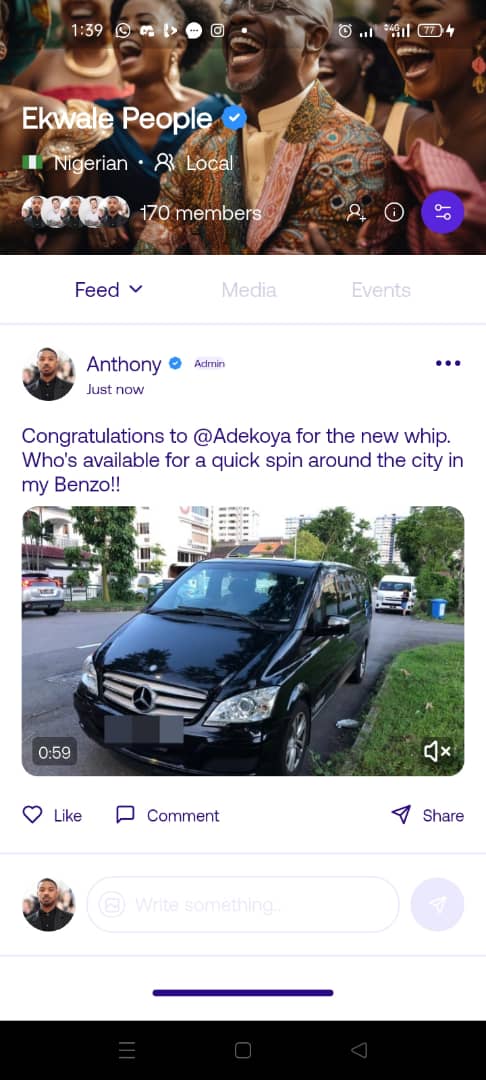 1:39
4G
77
Ekwale People
Nigerian • Local
170 members
Feed
Media
Events
Anthony Admin
Just now
Congratulations to @Adekoya for the new whip.
Who's available for a quick spin around the city in
my Benzo!!
0:59
Like
Comment
Share
Write something..